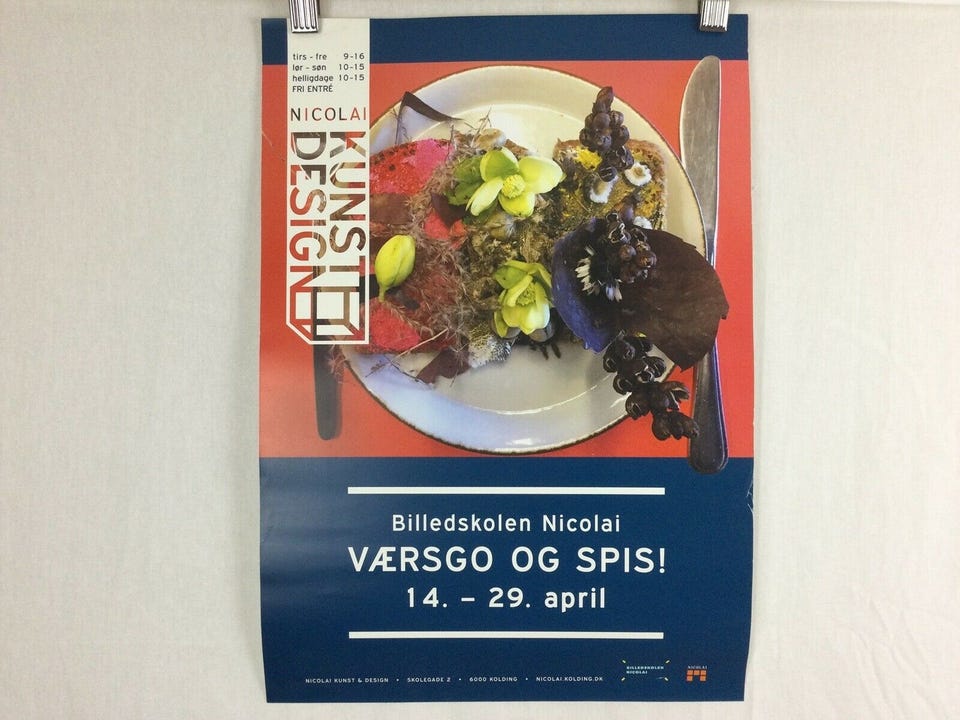 tirs - fre 9-16
lør - søn 10-15
helligdage 10-15
FRI ENTRÉ
NICOLAI
KUNST
DESIGN
Billedskolen Nicolai
VÆRSGO OG SPIS!
14. – 29. april
NICOLAI KUNST & DESIGN • SKOLEGADE 2 • 6000 KOLDING • NICOLAI.KOLDING.DK
BILLEDSKOLEN
NICOLAI
NICOLAI